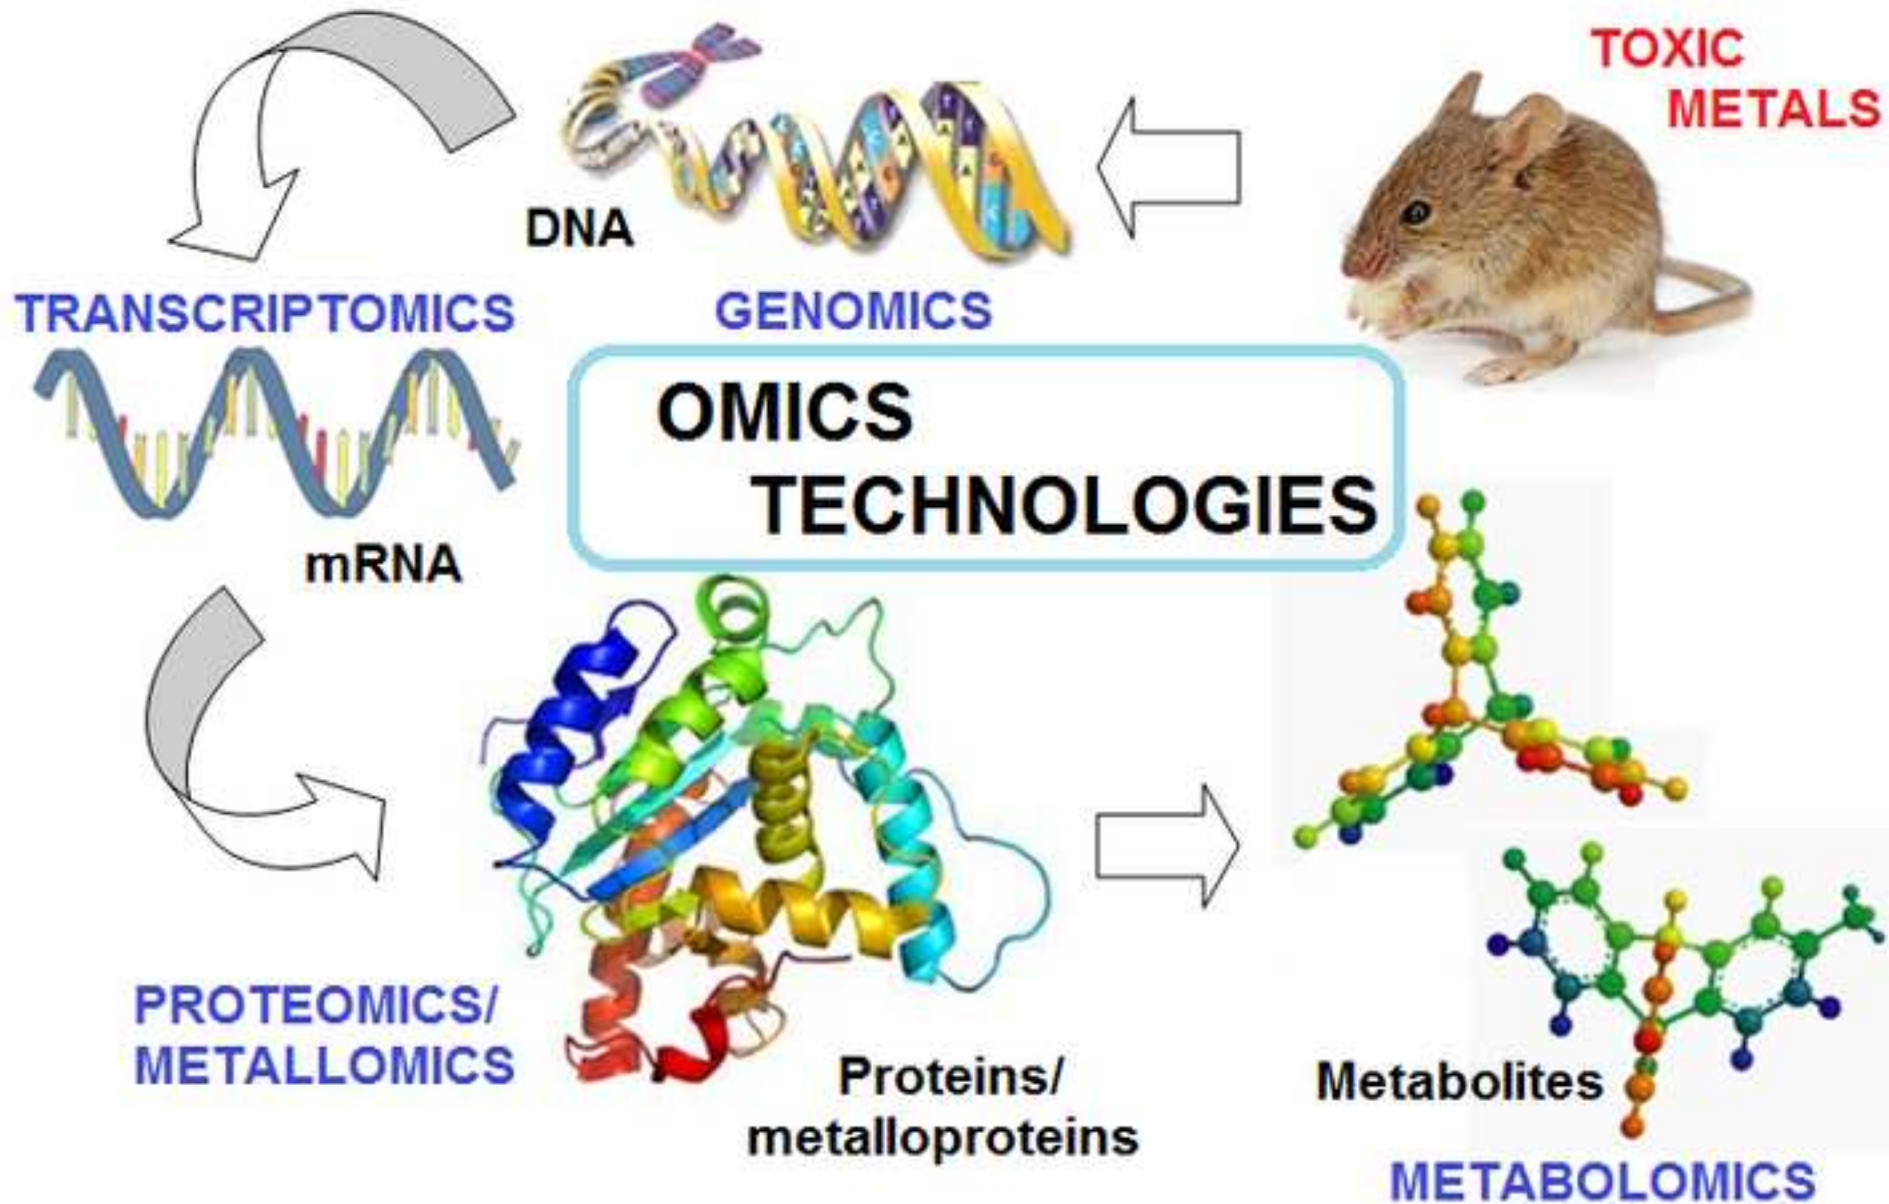 TOXIC
METALS
DNA
GENOMICS
TRANSCRIPTOMICS
OMICS
TECHNOLOGIES
mRNA
PROTEOMICS/
METALLOMICS
Proteins/
metalloproteins
Metabolites
METABOLOMICS